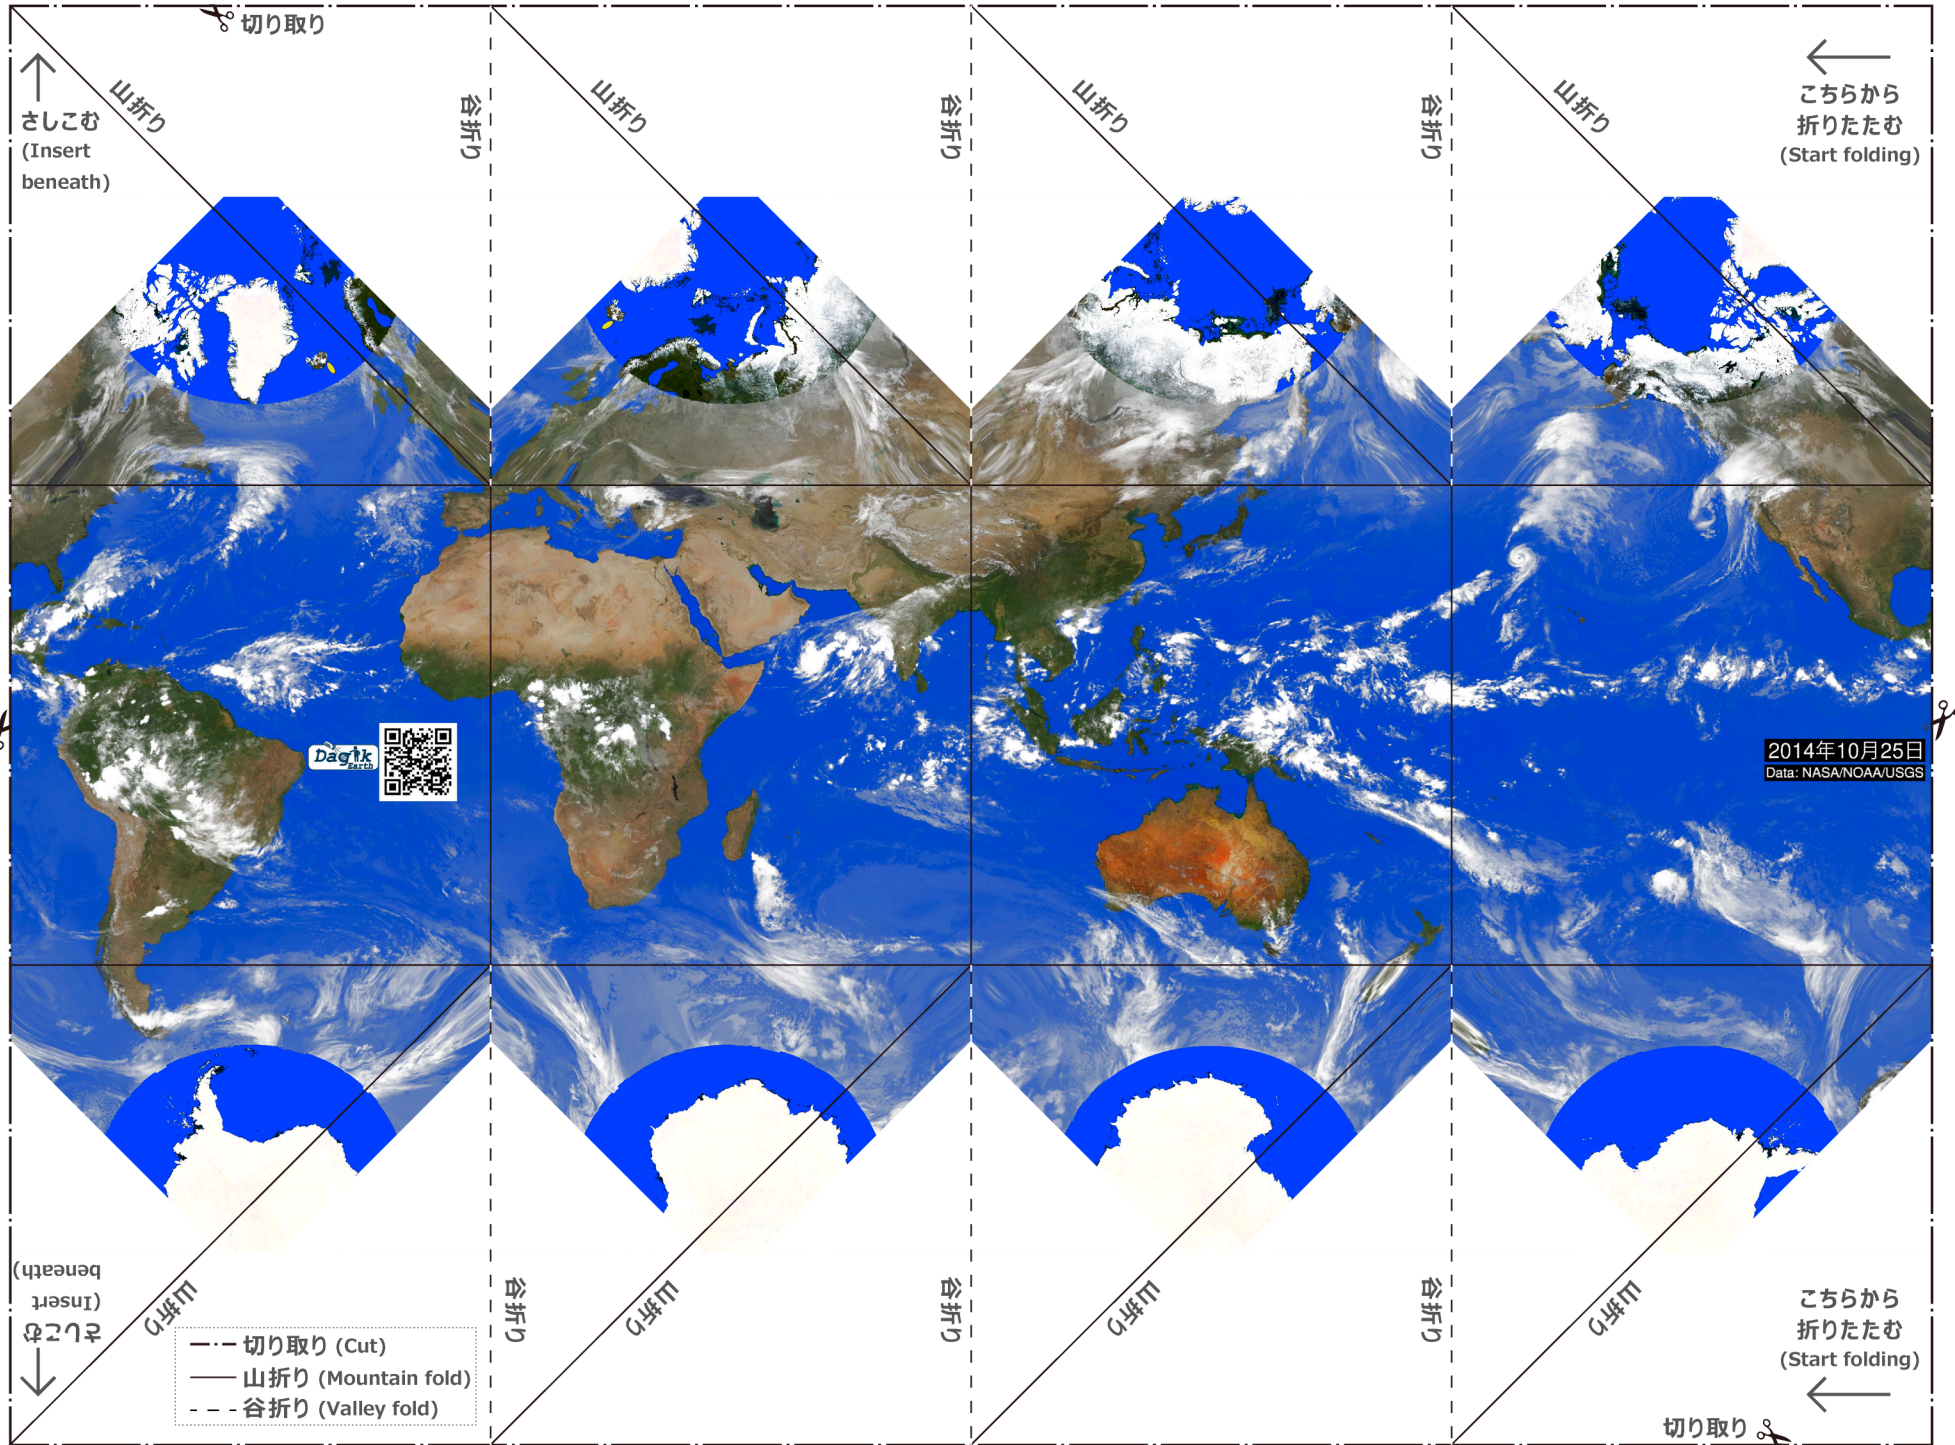 切り取り
さしこむ
(Insert
beneath)
山折り
谷折り
山折り
谷折り
山折り
谷折り
山折り
こちらから
折りたたむ
(Start folding)
Dagik
Earth
2014年10月25日
Data: NASA/NOAA/USGS
さしこむ
(Insert
beneath)
山折り
谷折り
山折り
谷折り
山折り
谷折り
山折り
こちらから
折りたたむ
(Start folding)
切り取り (Cut)
山折り (Mountain fold)
谷折り (Valley fold)
切り取り